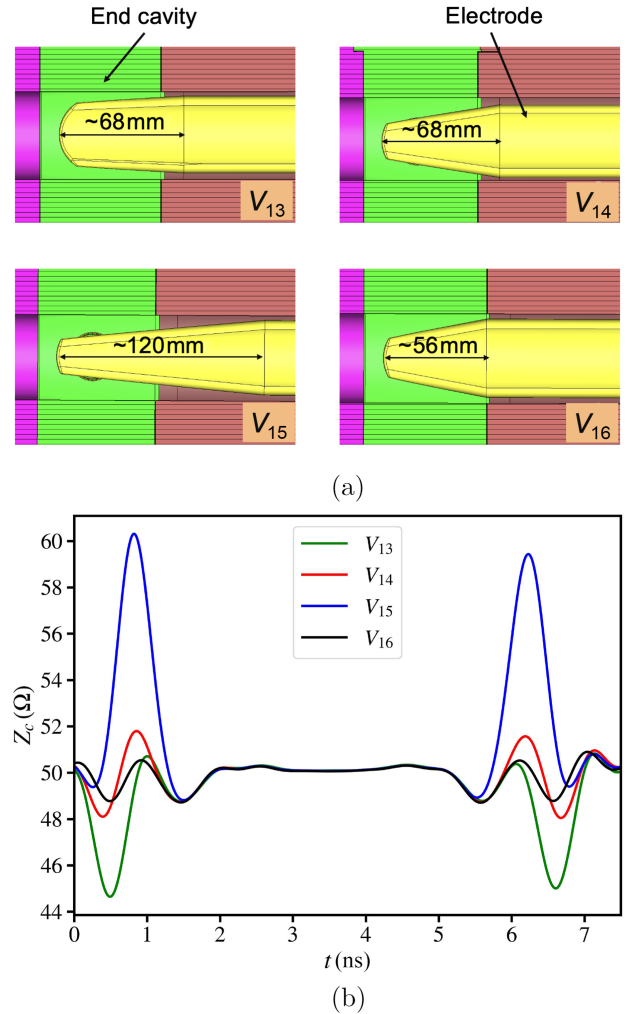 End cavity Electrode
~68mm ~68mm
V13 V14
~120mm ~56mm
V15 V16
(a)
60
58
56
54
52
50
48
46
44
Zc (Ω)
V13
V14
V15
V16
0 1 2 3 4 5 6 7
t (ns)
(b)